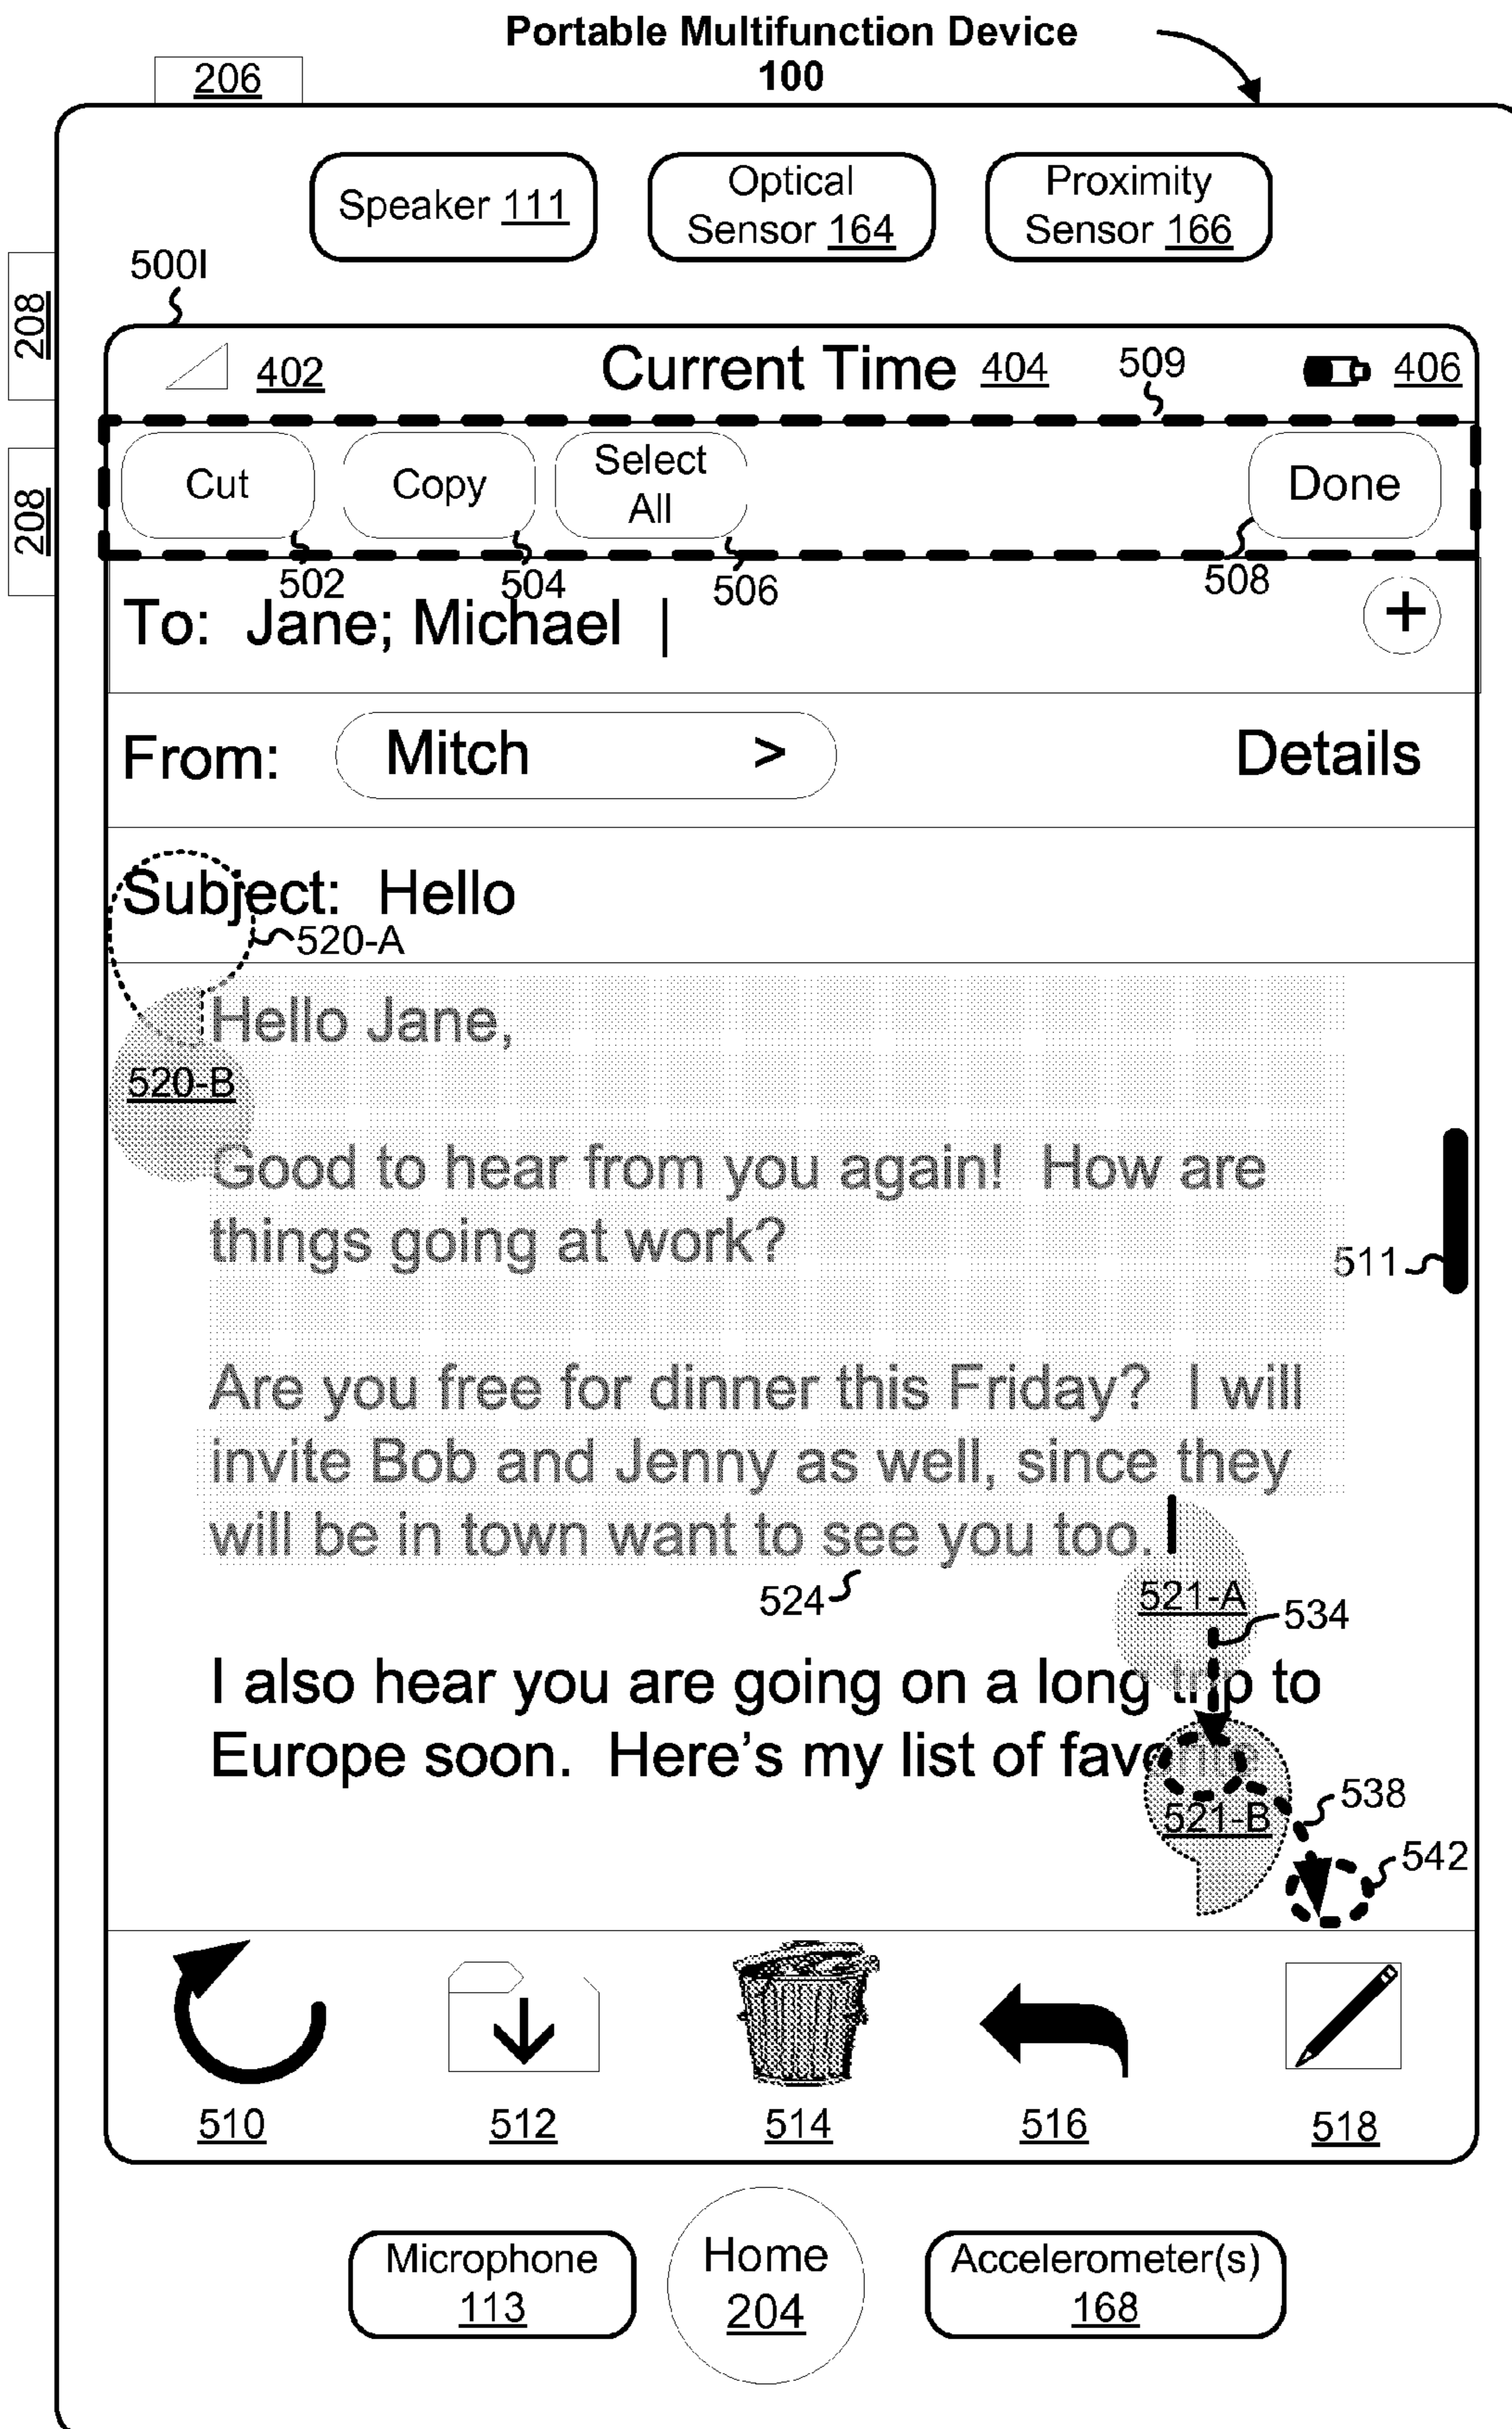 Portable Multifunction Device
100
206
Speaker 111
Optical
Sensor 164
Proximity
Sensor 166
500I
208
208
402
Current Time 404
509
406
Cut
Copy
Select
All
Done
502
504
506
508
To: Jane; Michael
+
From: Mitch > Details
Subject: Hello
520-A
Hello Jane,
520-B
Good to hear from you again! How are
things going at work?
511
Are you free for dinner this Friday? I will
invite Bob and Jenny as well, since they
will be in town want to see you too.
524
521-A
534
I also hear you are going on a long trip to
Europe soon. Here's my list of
521-B
538
542
510
512
514
516
518
Microphone
113
Home
204
Accelerometer(s)
168